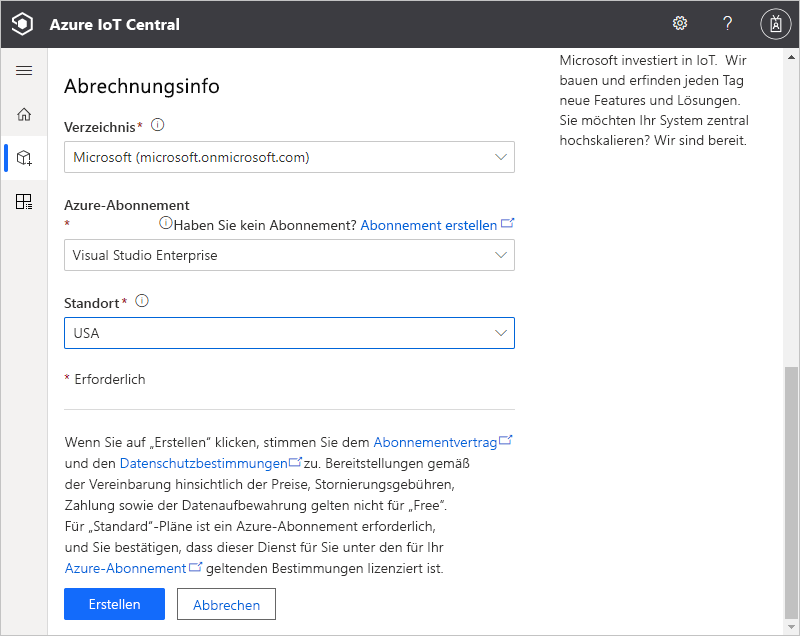 Azure IoT Central
?
Abrechnungsinfo
Verzeichnis*
Microsoft (microsoft.onmicrosoft.com)
Azure-Abonnement
* Haben Sie kein Abonnement? Abonnement erstellen
Visual Studio Enterprise
Standort*
USA
* Erforderlich
Wenn Sie auf „Erstellen“ klicken, stimmen Sie dem Abonnementvertrag
und den Datenschutzbestimmungen zu. Bereitstellungen gemäß
der Vereinbarung hinsichtlich der Preise, Stornierungsgebühren,
Zahlung sowie der Datenaufbewahrung gelten nicht für „Free“.
Für „Standard“-Pläne ist ein Azure-Abonnement erforderlich,
und Sie bestätigen, dass dieser Dienst für Sie unter den für Ihr
Azure-Abonnement geltenden Bestimmungen lizenziert ist.
Erstellen
Abbrechen
Microsoft investiert in IoT. Wir
bauen und erfinden jeden Tag
neue Features und Lösungen.
Sie möchten Ihr System zentral
hochskalieren? Wir sind bereit.